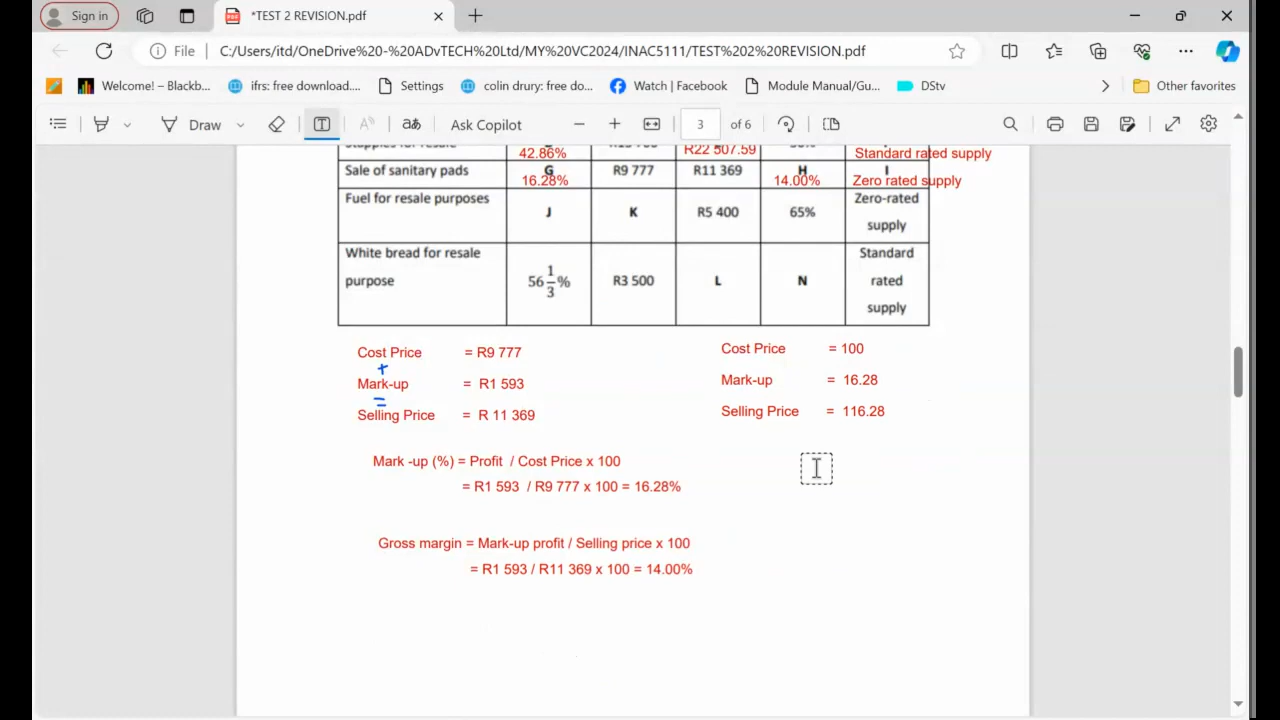 Sign in
*TEST 2 REVISION.pdf
File C:/Users/itd/OneDrive%20-%20ADvTECH%20Ltd/MY%20VC2024/INAC5111/TEST%202%20REVISION.pdf
Welcome! – Blackb... ifrs: free download.... Settings colin drury: free do... Watch | Facebook Module Manual/Gu... DStv Other favorites
Draw Ask Copilot 3 of 6
42.86% R22 507.59 Standard rated supply
Sale of sanitary pads G R9 777 R11 369 H I
16.28% 14.00% Zero rated supply
Fuel for resale purposes J K R5 400 65% Zero-rated
supply
White bread for resale Standard
purpose 56 1/3 % R3 500 L N rated
supply
Cost Price = R9 777 Cost Price = 100
+
Mark-up = R1 593 Mark-up = 16.28
=
Selling Price = R 11 369 Selling Price = 116.28
Mark -up (%) = Profit / Cost Price x 100
= R1 593 / R9 777 x 100 = 16.28%
Gross margin = Mark-up profit / Selling price x 100
= R1 593 / R11 369 x 100 = 14.00%